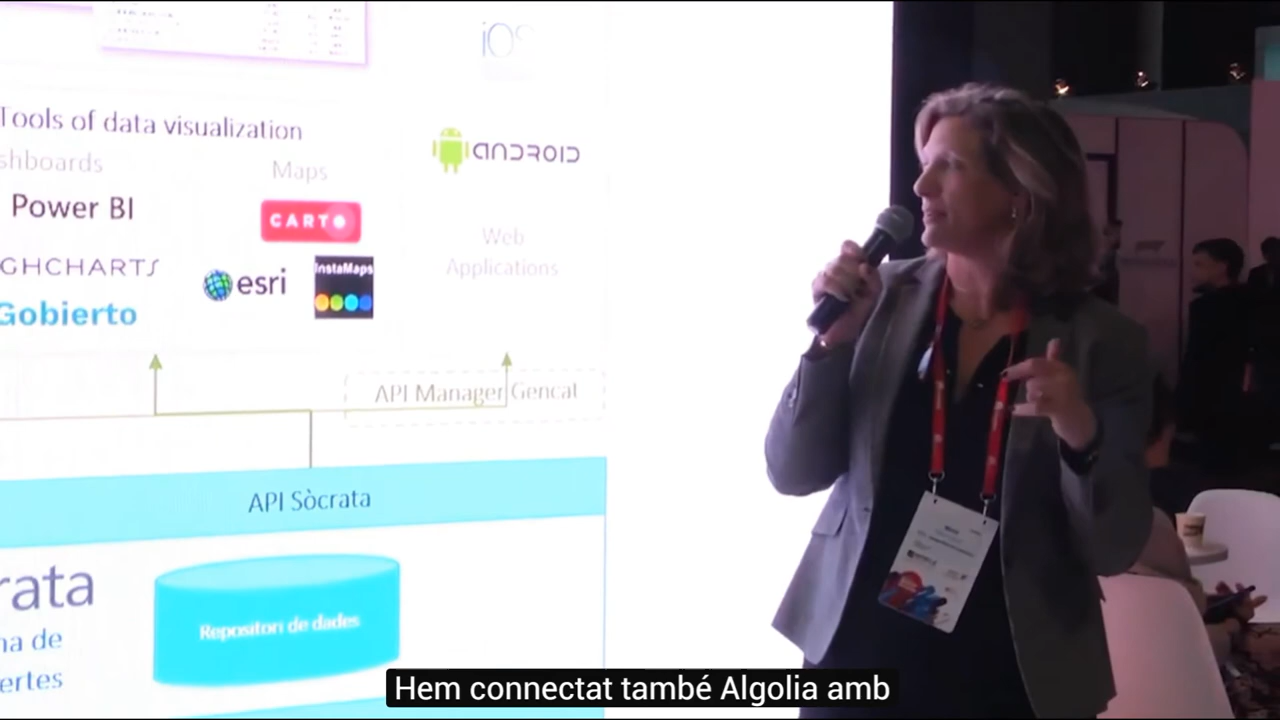 iOS
Tools of data visualization
shboards
Maps
ANDROID
Power BI
CARTO
GHCHARTS
esri
InstaMaps
Web
Applications
Gobierto
API Manager Gencat
API Sòcrata
rata
na de
ertes
Repositori de dades
Hem connectat també Algolia amb